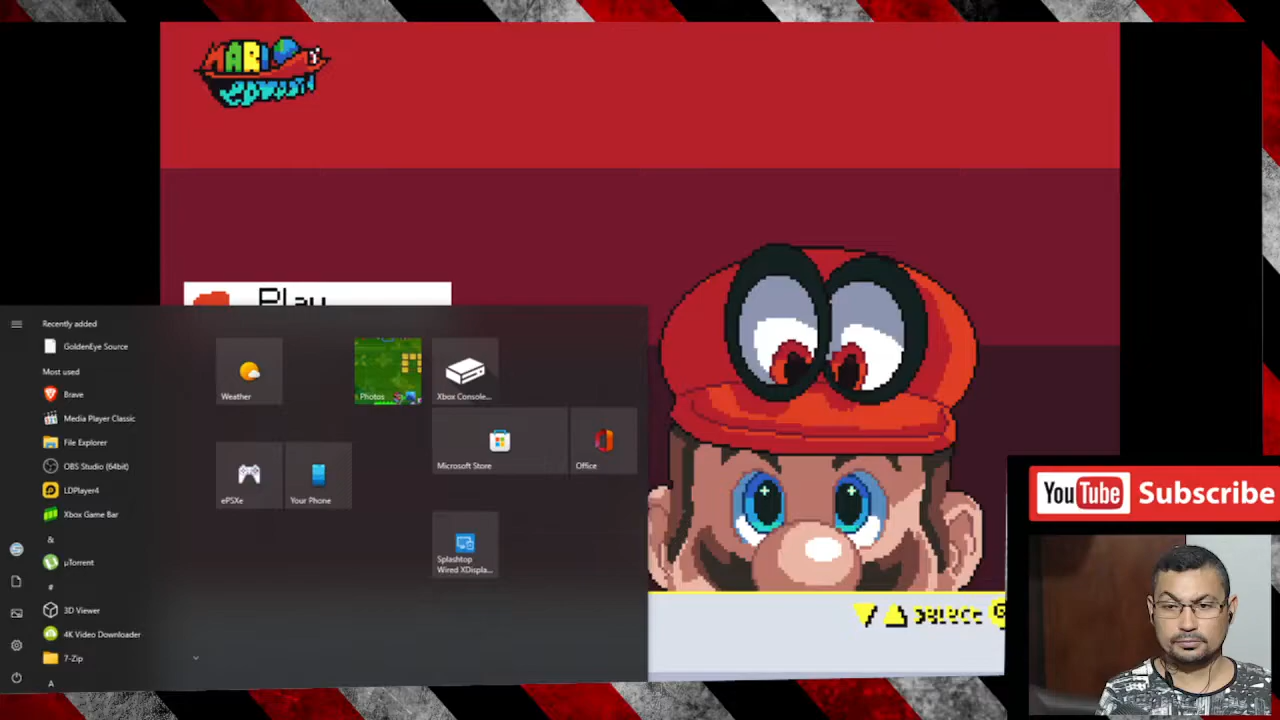 MARIO
Play
Recently added
GoldenEye Source
Most used
Brave
Media Player Classic
File Explorer
OBS Studio (64bit)
LDPlayer4
Xbox Game Bar
&
µTorrent
#
3D Viewer
4K Video Downloader
7-Zip
A
Weather
Photos
Xbox Console...
Microsoft Store
Office
ePSXe
Your Phone
Splashtop
Wired XDispla...
SELECT
YouTube Subscribe